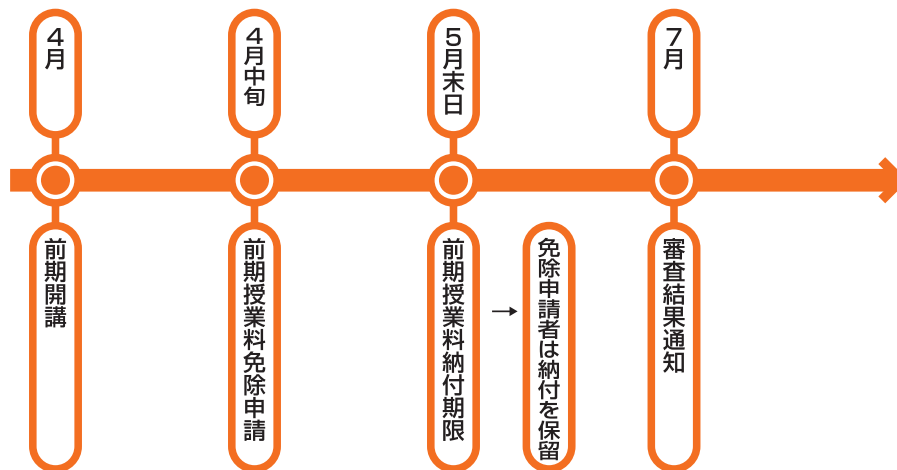 4月
前期開講
4月中旬
前期授業料免除申請
5月末日
前期授業料納付期限
→
免除申請者は納付を保留
7月
審査結果通知